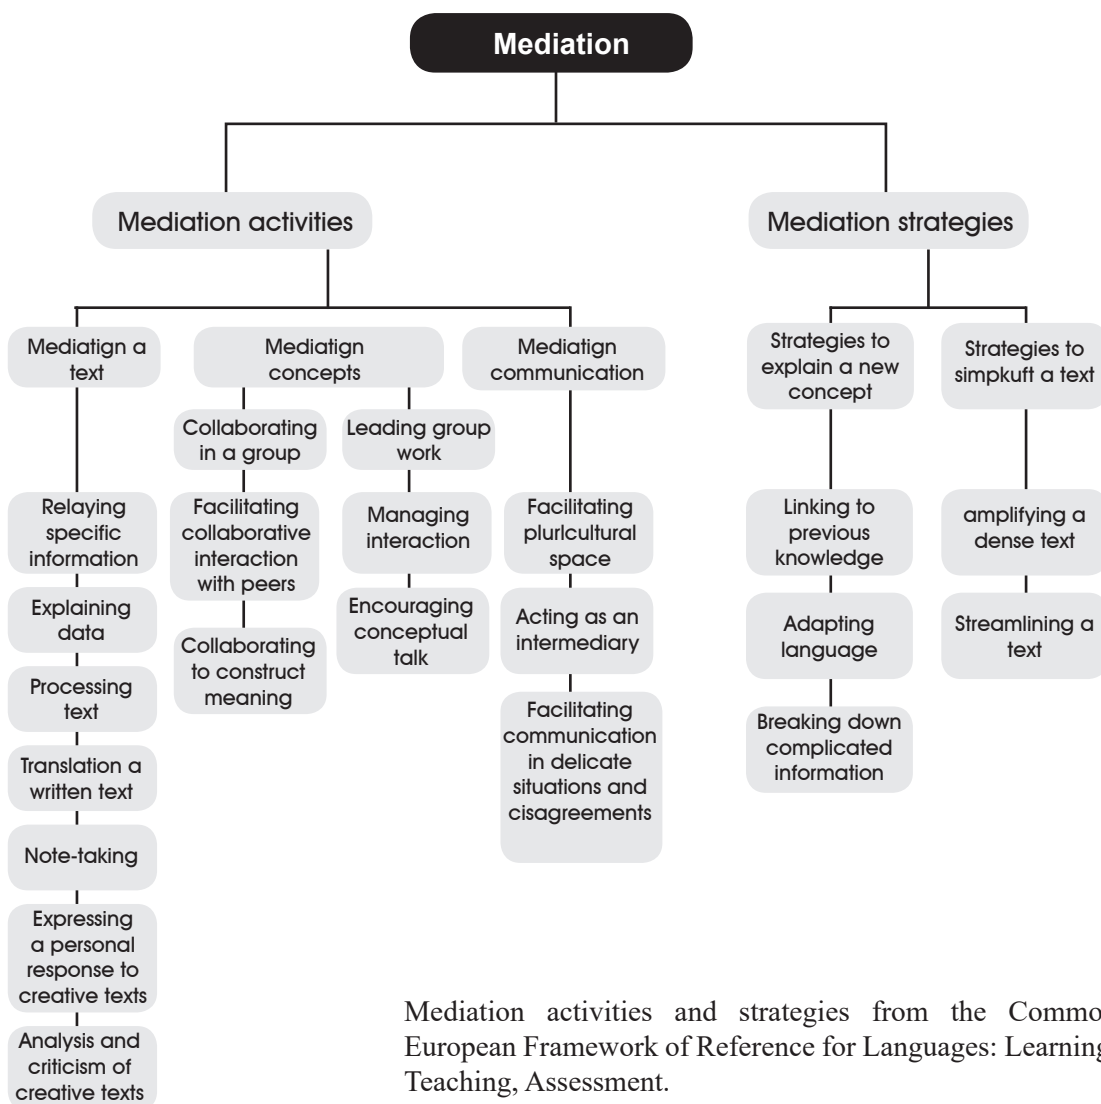 Mediation
Mediation activities
Mediatign a
text
Relaying
specific
information
Explaining
data
Processing
text
Translation a
written text
Note-taking
Expressing
a personal
response to
creative texts
Analysis and
criticism of
creative texts
Mediatign
concepts
Collaborating
in a group
Facilitating
collaborative
interaction
with peers
Collaborating
to construct
meaning
Leading group
work
Managing
interaction
Encouraging
conceptual
talk
Mediatign
communication
Facilitating
plurlcultural
space
Acting as an
intermediary
Facilitating
communication
in delicate
situations and
cisagreements
Mediation strategies
Strategies to
explain a new
concept
Linking to
previous
knowledge
Adapting
language
Breaking down
complicated
information
Strategies to
simpkuft a text
amplifying a
dense text
Streamlining a
text
Mediation activities and strategies from the Commo
European Framework of Reference for Languages: Learning
Teaching, Assessment.